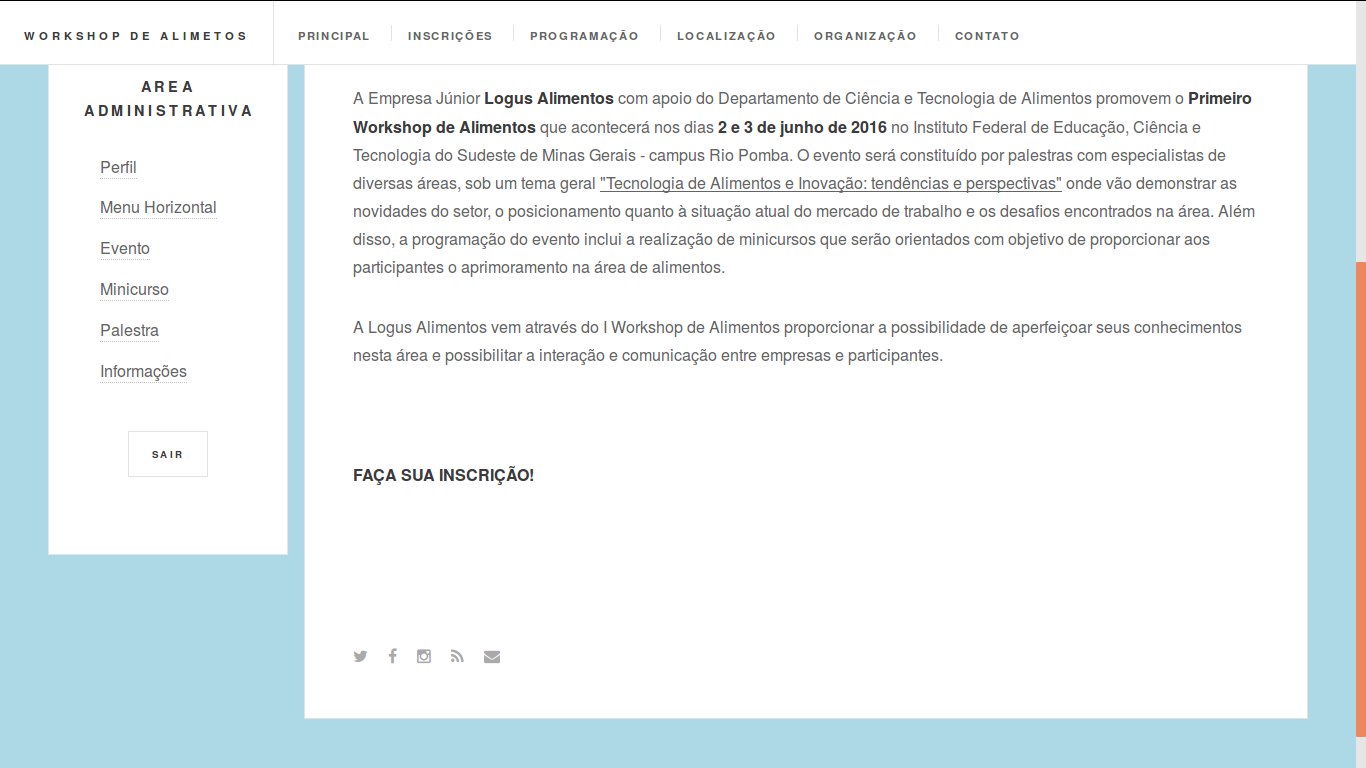 WORKSHOP DE ALIMETOS
PRINCIPAL
INSCRIÇÕES
PROGRAMAÇÃO
LOCALIZAÇÃO
ORGANIZAÇÃO
CONTATO
AREA
ADMINISTRATIVA
Perfil
Menu Horizontal
Evento
Minicurso
Palestra
Informações
SAIR
A Empresa Júnior Logus Alimentos com apoio do Departamento de Ciência e Tecnologia de Alimentos promovem o Primeiro
Workshop de Alimentos que acontecerá nos dias 2 e 3 de junho de 2016 no Instituto Federal de Educação, Ciência e
Tecnologia do Sudeste de Minas Gerais - campus Rio Pomba. O evento será constituído por palestras com especialistas de
diversas áreas, sob um tema geral "Tecnologia de Alimentos e Inovação: tendências e perspectivas" onde vão demonstrar as
novidades do setor, o posicionamento quanto à situação atual do mercado de trabalho e os desafios encontrados na área. Além
disso, a programação do evento inclui a realização de minicursos que serão orientados com objetivo de proporcionar aos
participantes o aprimoramento na área de alimentos.
A Logus Alimentos vem através do I Workshop de Alimentos proporcionar a possibilidade de aperfeiçoar seus conhecimentos
nesta área e possibilitar a interação e comunicação entre empresas e participantes.
FAÇA SUA INSCRIÇÃO!